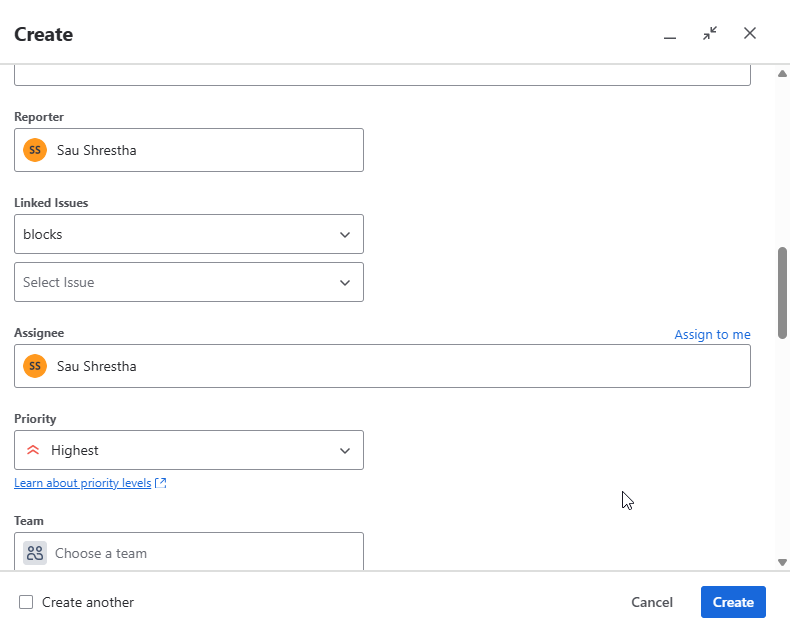 Create
Reporter
SS Sau Shrestha
Linked Issues
blocks
Select Issue
Assignee
Assign to me
SS Sau Shrestha
Priority
Highest
Learn about priority levels
Team
Choose a team
Create another
Cancel
Create